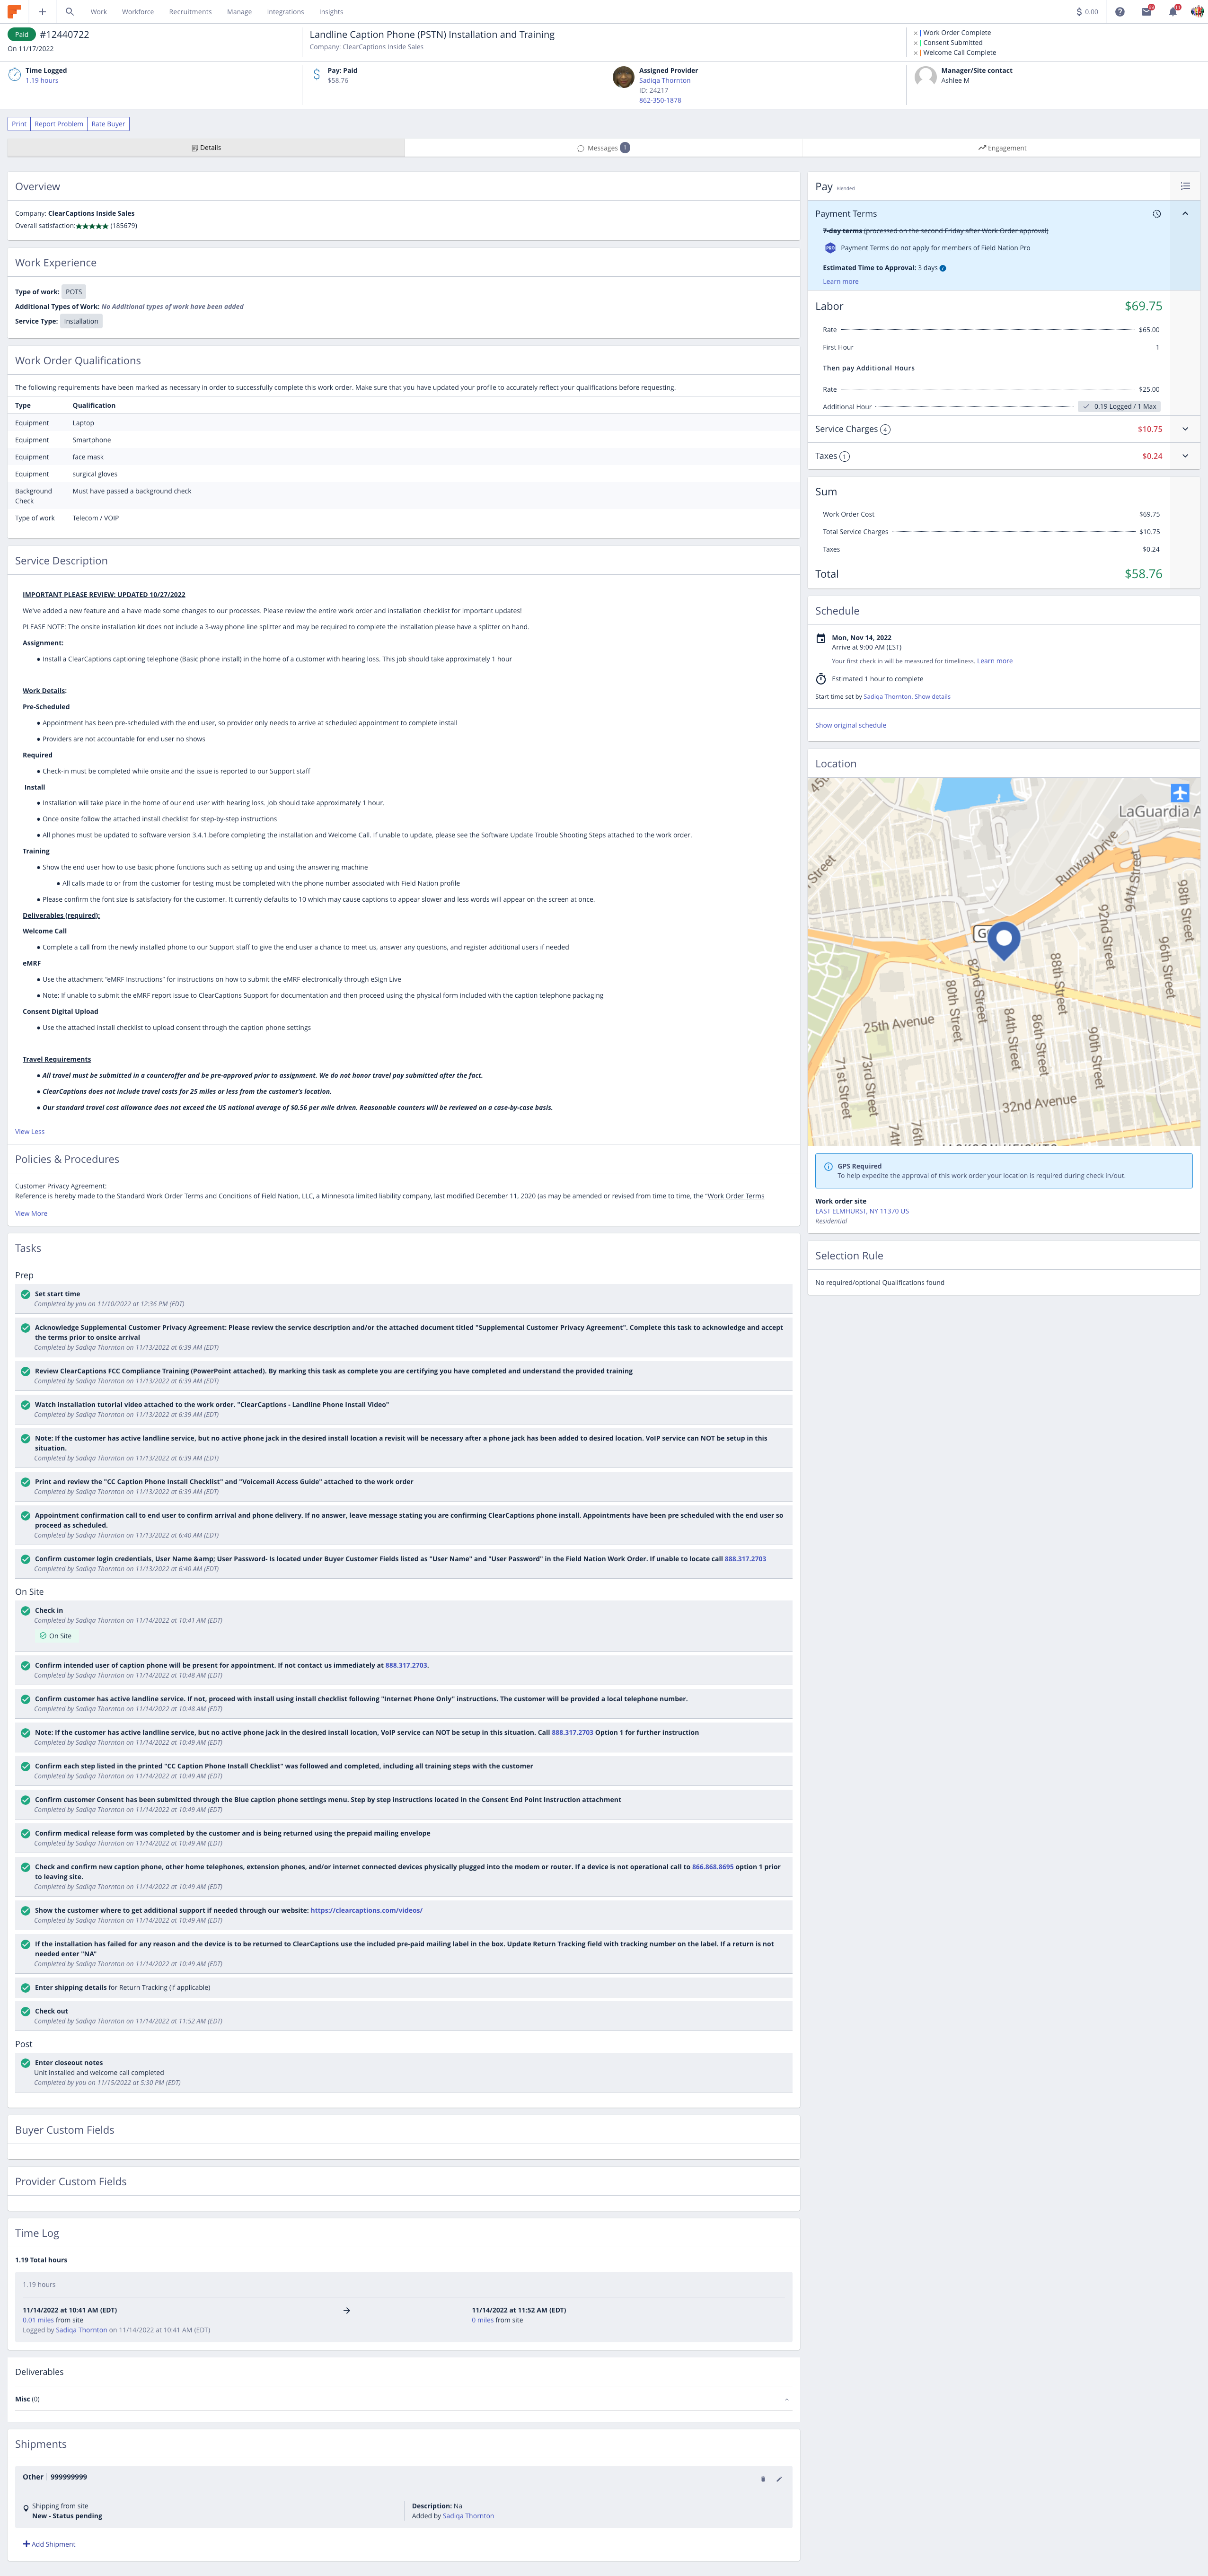 Work Workforce Recruitments Manage Integrations Insights $ 0.00
Paid #12440722
On 11/17/2022
Landline Caption Phone (PSTN) Installation and Training
Company: ClearCaptions Inside Sales
Work Order Complete
Consent Submitted
Welcome Call Complete
Time Logged
1.19 hours
Pay: Paid
$58.76
Assigned Provider
Sadiqa Thornton
ID: 24217
862-350-1878
Manager/Site contact
Ashlee M
Print Report Problem Rate Buyer
Details Messages 1 Engagement
Overview
Company: ClearCaptions Inside Sales
Overall satisfaction:★★★★★ (185679)
Work Experience
Type of work: POTS
Additional Types of Work: No Additional types of work have been added
Service Type: Installation
Work Order Qualifications
The following requirements have been marked as necessary in order to successfully complete this work order. Make sure that you have updated your profile to accurately reflect your qualifications before requesting.
Type Qualification
Equipment Laptop
Equipment Smartphone
Equipment face mask
Equipment surgical gloves
Background Check Must have passed a background check
Type of work Telecom / VOIP
Service Description
IMPORTANT PLEASE REVIEW: UPDATED 10/27/2022
We've added a new feature and a have made some changes to our processes. Please review the entire work order and installation checklist for important updates!
PLEASE NOTE: The onsite installation kit does not include a 3-way phone line splitter and may be required to complete the installation please have a splitter on hand.
Assignment:
● Install a ClearCaptions captioning telephone (Basic phone install) in the home of a customer with hearing loss. This job should take approximately 1 hour
Work Details:
Pre-Scheduled
● Appointment has been pre-scheduled with the end user, so provider only needs to arrive at scheduled appointment to complete install
● Providers are not accountable for end user no shows
Required
● Check-in must be completed while onsite and the issue is reported to our Support staff
Install
● Installation will take place in the home of our end user with hearing loss. Job should take approximately 1 hour.
● Once onsite follow the attached install checklist for step-by-step instructions
● All phones must be updated to software version 3.4.1.before completing the installation and Welcome Call. If unable to update, please see the Software Update Trouble Shooting Steps attached to the work order.
Training
● Show the end user how to use basic phone functions such as setting up and using the answering machine
● All calls made to or from the customer for testing must be completed with the phone number associated with Field Nation profile
● Please confirm the font size is satisfactory for the customer. It currently defaults to 10 which may cause captions to appear slower and less words will appear on the screen at once.
Deliverables (required):
Welcome Call
● Complete a call from the newly installed phone to our Support staff to give the end user a chance to meet us, answer any questions, and register additional users if needed
eMRF
● Use the attachment "eMRF Instructions" for instructions on how to submit the eMRF electronically through eSign Live
● Note: If unable to submit the eMRF report issue to ClearCaptions Support for documentation and then proceed using the physical form included with the caption telephone packaging
Consent Digital Upload
● Use the attached install checklist to upload consent through the caption phone settings
Travel Requirements
● All travel must be submitted in a counteroffer and be pre-approved prior to assignment. We do not honor travel pay submitted after the fact.
● ClearCaptions does not include travel costs for 25 miles or less from the customer's location.
● Our standard travel cost allowance does not exceed the US national average of $0.56 per mile driven. Reasonable counters will be reviewed on a case-by-case basis.
View Less
Policies & Procedures
Customer Privacy Agreement:
Reference is hereby made to the Standard Work Order Terms and Conditions of Field Nation, LLC, a Minnesota limited liability company, last modified December 11, 2020 (as may be amended or revised from time to time, the "Work Order Terms
View More
Tasks
Prep
Set start time
Completed by you on 11/10/2022 at 12:36 PM (EDT)
Acknowledge Supplemental Customer Privacy Agreement: Please review the service description and/or the attached document titled "Supplemental Customer Privacy Agreement". Complete this task to acknowledge and accept
the terms prior to onsite arrival
Completed by Sadiqa Thornton on 11/13/2022 at 6:39 AM (EDT)
Review ClearCaptions FCC Compliance Training (PowerPoint attached). By marking this task as complete you are certifying you have completed and understand the provided training
Completed by Sadiqa Thornton on 11/13/2022 at 6:39 AM (EDT)
Watch installation tutorial video attached to the work order. "ClearCaptions - Landline Phone Install Video"
Completed by Sadiqa Thornton on 11/13/2022 at 6:39 AM (EDT)
Note: If the customer has active landline service, but no active phone jack in the desired install location a revisit will be necessary after a phone jack has been added to desired location. VoIP service can NOT be setup in this
situation.
Completed by Sadiqa Thornton on 11/13/2022 at 6:39 AM (EDT)
Print and review the "CC Caption Phone Install Checklist" and "Voicemail Access Guide" attached to the work order
Completed by Sadiqa Thornton on 11/13/2022 at 6:39 AM (EDT)
Appointment confirmation call to end user to confirm arrival and phone delivery. If no answer, leave message stating you are confirming ClearCaptions phone install. Appointments have been pre scheduled with the end user so
proceed as scheduled.
Completed by Sadiqa Thornton on 11/13/2022 at 6:40 AM (EDT)
Confirm customer login credentials, User Name &amp; User Password- Is located under Buyer Customer Fields listed as "User Name" and "User Password" in the Field Nation Work Order. If unable to locate call 888.317.2703
Completed by Sadiqa Thornton on 11/13/2022 at 6:40 AM (EDT)
On Site
Check in
Completed by Sadiqa Thornton on 11/14/2022 at 10:41 AM (EDT)
On Site
Confirm intended user of caption phone will be present for appointment. If not contact us immediately at 888.317.2703.
Completed by Sadiqa Thornton on 11/14/2022 at 10:48 AM (EDT)
Confirm customer has active landline service. If not, proceed with install using install checklist following "Internet Phone Only" instructions. The customer will be provided a local telephone number.
Completed by Sadiqa Thornton on 11/14/2022 at 10:48 AM (EDT)
Note: If the customer has active landline service, but no active phone jack in the desired install location, VoIP service can NOT be setup in this situation. Call 888.317.2703 Option 1 for further instruction
Completed by Sadiqa Thornton on 11/14/2022 at 10:49 AM (EDT)
Confirm each step listed in the printed "CC Caption Phone Install Checklist" was followed and completed, including all training steps with the customer
Completed by Sadiqa Thornton on 11/14/2022 at 10:49 AM (EDT)
Confirm customer Consent has been submitted through the Blue caption phone settings menu. Step by step instructions located in the Consent End Point Instruction attachment
Completed by Sadiqa Thornton on 11/14/2022 at 10:49 AM (EDT)
Confirm medical release form was completed by the customer and is being returned using the prepaid mailing envelope
Completed by Sadiqa Thornton on 11/14/2022 at 10:49 AM (EDT)
Check and confirm new caption phone, other home telephones, extension phones, and/or internet connected devices physically plugged into the modem or router. If a device is not operational call to 866.868.8695 option 1 prior
to leaving site.
Completed by Sadiqa Thornton on 11/14/2022 at 10:49 AM (EDT)
Show the customer where to get additional support if needed through our website: https://clearcaptions.com/videos/
Completed by Sadiqa Thornton on 11/14/2022 at 10:49 AM (EDT)
If the installation has failed for any reason and the device is to be returned to ClearCaptions use the included pre-paid mailing label in the box. Update Return Tracking field with tracking number on the label. If a return is not
needed enter "NA"
Completed by Sadiqa Thornton on 11/14/2022 at 10:49 AM (EDT)
Enter shipping details for Return Tracking (if applicable)
Check out
Completed by Sadiqa Thornton on 11/14/2022 at 11:52 AM (EDT)
Post
Enter closeout notes
Unit installed and welcome call completed
Completed by you on 11/15/2022 at 5:30 PM (EDT)
Buyer Custom Fields
Provider Custom Fields
Time Log
1.19 Total hours
1.19 hours
11/14/2022 at 10:41 AM (EDT) → 11/14/2022 at 11:52 AM (EDT)
0.01 miles from site 0 miles from site
Logged by Sadiqa Thornton on 11/14/2022 at 10:41 AM (EDT)
Deliverables
Misc (0)
Shipments
Other 999999999
Shipping from site
New - Status pending
Description: Na
Added by Sadiqa Thornton
Add Shipment
Pay Blended
Payment Terms
7-day terms (processed on the second Friday after Work Order approval)
PRO Payment Terms do not apply for members of Field Nation Pro
Estimated Time to Approval: 3 days
Learn more
Labor $69.75
Rate $65.00
First Hour 1
Then pay Additional Hours
Rate $25.00
Additional Hour 0.19 Logged / 1 Max
Service Charges 4 $10.75
Taxes 1 $0.24
Sum
Work Order Cost $69.75
Total Service Charges $10.75
Taxes $0.24
Total $58.76
Schedule
Mon, Nov 14, 2022
Arrive at 9:00 AM (EST)
Your first check in will be measured for timeliness. Learn more
Estimated 1 hour to complete
Start time set by Sadiqa Thornton. Show details
Show original schedule
Location
LaGuardia A
Runway Drive
94th Street
98th Street
92nd Street
96th Street
82nd Street
88th Street
80th Street
84th Street
86th Street
90th Street
25th Avenue
71st Street
73rd Street
32nd Avenue
74th
76th
GPS Required
To help expedite the approval of this work order your location is required during check in/out.
Work order site
EAST ELMHURST, NY 11370 US
Residential
Selection Rule
No required/optional Qualifications found